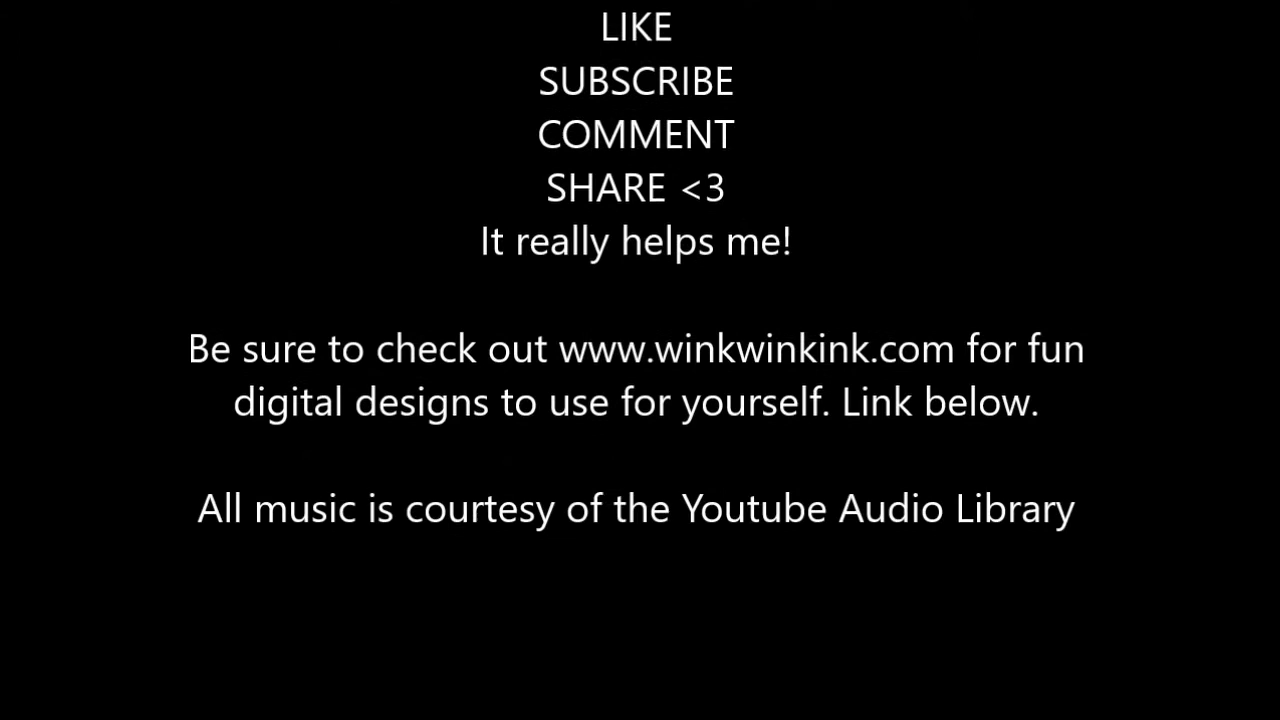 LIKE
SUBSCRIBE
COMMENT
SHARE <3
It really helps me!
Be sure to check out www.winkwinkink.com for fun
digital designs to use for yourself. Link below.
All music is courtesy of the Youtube Audio Library